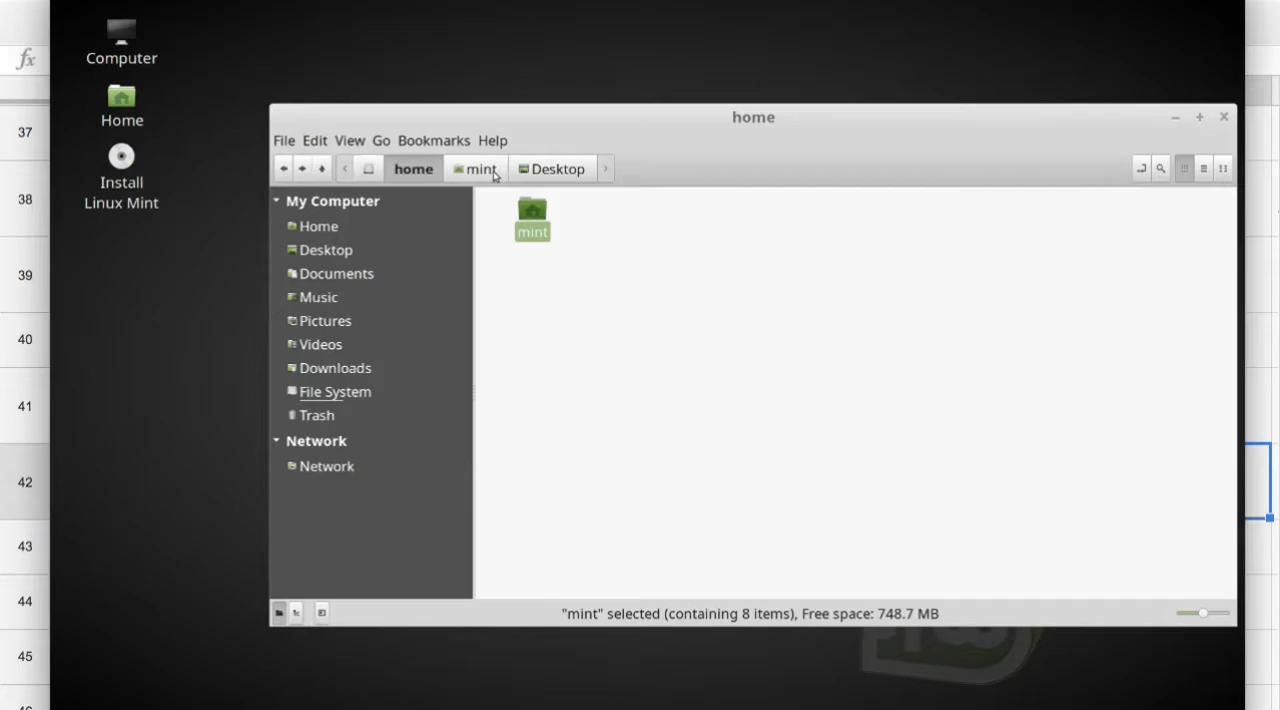 Computer
Home
Install
Linux Mint
fx
37
38
39
40
41
42
43
44
45
home
File Edit View Go Bookmarks Help
home mint Desktop
My Computer
Home
Desktop
Documents
Music
Pictures
Videos
Downloads
File System
Trash
Network
Network
mint
"mint" selected (containing 8 items), Free space: 748.7 MB